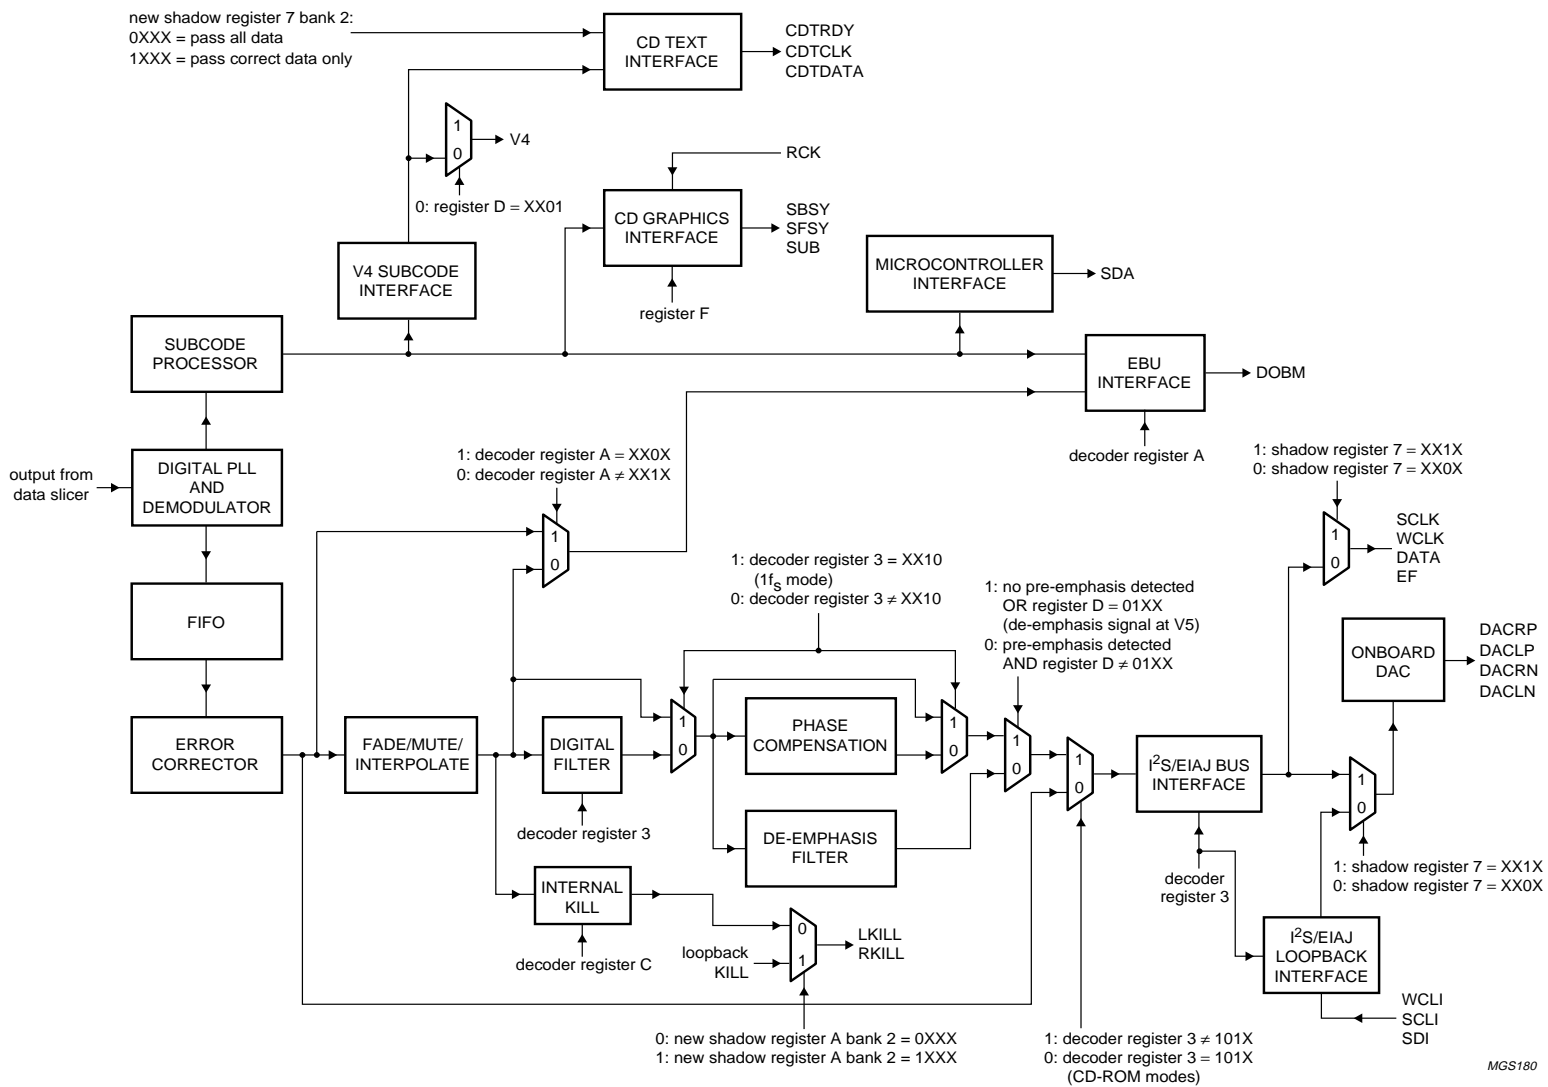 new shadow register 7 bank 2:
0XXX = pass all data
1XXX = pass correct data only
CD TEXT
INTERFACE
CDTRDY
CDTCLK
CDTDATA
1
0
V4
0: register D = XX01
RCK
CD GRAPHICS
INTERFACE
SBSY
SFSY
SUB
register F
V4 SUBCODE
INTERFACE
MICROCONTROLLER
INTERFACE
SDA
SUBCODE
PROCESSOR
EBU
INTERFACE
DOBM
decoder register A
output from
data slicer
DIGITAL PLL
AND
DEMODULATOR
1: decoder register A = XX0X
0: decoder register A ≠ XX1X
1
0
1: shadow register 7 = XX1X
0: shadow register 7 = XX0X
1
0
SCLK
WCLK
DATA
EF
FIFO
1: decoder register 3 = XX10
(1fS mode)
0: decoder register 3 ≠ XX10
1: no pre-emphasis detected
OR register D = 01XX
(de-emphasis signal at V5)
0: pre-emphasis detected
AND register D ≠ 01XX
ONBOARD
DAC
DACRP
DACLP
DACRN
DACLN
ERROR
CORRECTOR
FADE/MUTE/
INTERPOLATE
DIGITAL
FILTER
decoder register 3
1
0
PHASE
COMPENSATION
1
0
1
0
1
0
DE-EMPHASIS
FILTER
I2S/EIAJ BUS
INTERFACE
1
0
decoder
register 3
1: shadow register 7 = XX1X
0: shadow register 7 = XX0X
INTERNAL
KILL
decoder register C
loopback
KILL
0
1
LKILL
RKILL
I2S/EIAJ
LOOPBACK
INTERFACE
WCLI
SCLI
SDI
0: new shadow register A bank 2 = 0XXX
1: new shadow register A bank 2 = 1XXX
1: decoder register 3 ≠ 101X
0: decoder register 3 = 101X
(CD-ROM modes)
MGS180